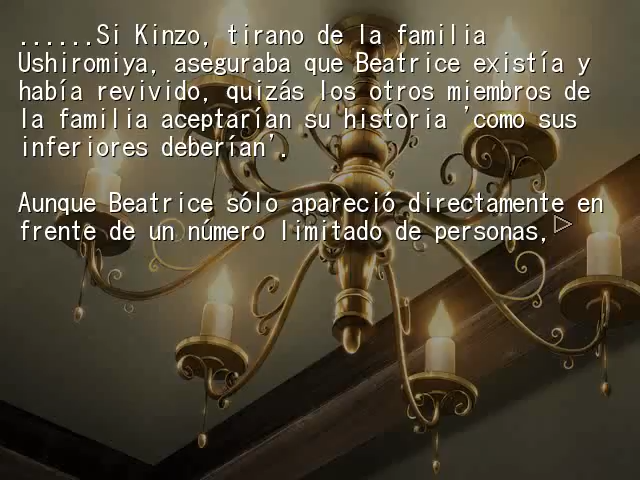 ......Si Kinzo, tirano de la familia
Ushiromiya, aseguraba que Beatrice existía y
había revivido, quizás los otros miembros de
la familia aceptarían su historia 'como sus
inferiores deberían'.
Aunque Beatrice sólo apareció directamente en
frente de un número limitado de personas,